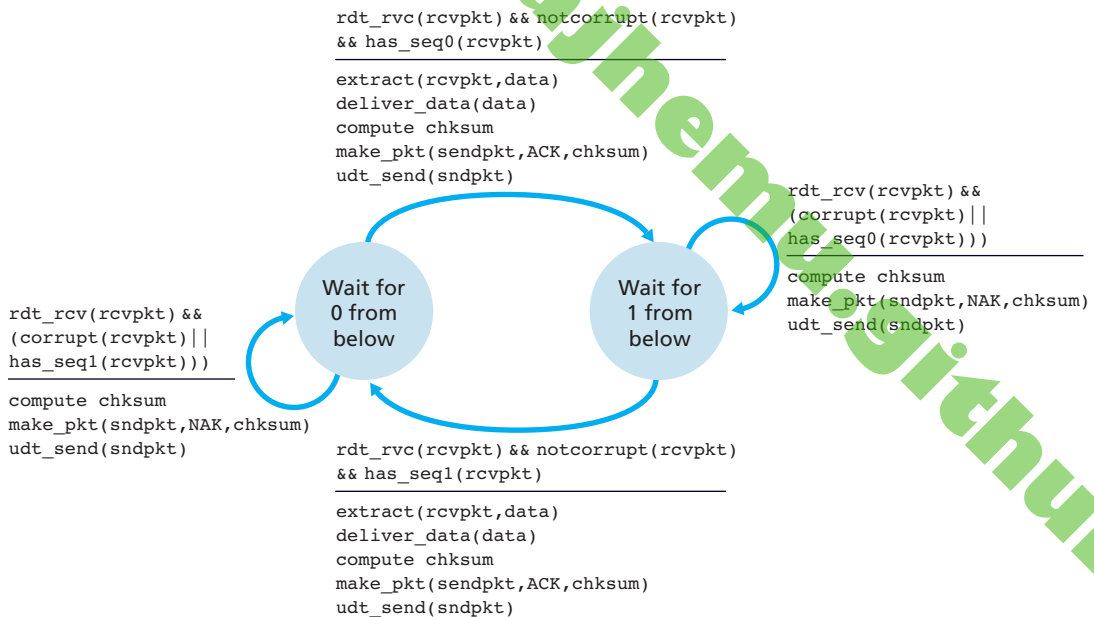 rdt_rvc(rcvpkt) && notcorrupt(rcvpkt)
&& has_seq0(rcvpkt)
extract(rcvpkt,data)
deliver_data(data)
compute chksum
make_pkt(sendpkt,ACK,chksum)
udt_send(sndpkt)
rdt_rcv(rcvpkt) &&
(corrupt(rcvpkt)||
has_seq0(rcvpkt)))
compute chksum
make_pkt(sndpkt,NAK,chksum)
udt_send(sndpkt)
Wait for
0 from
below
Wait for
1 from
below
rdt_rcv(rcvpkt) &&
(corrupt(rcvpkt)||
has_seq1(rcvpkt)))
compute chksum
make_pkt(sndpkt,NAK,chksum)
udt_send(sndpkt)
rdt_rvc(rcvpkt) && notcorrupt(rcvpkt)
&& has_seq1(rcvpkt)
extract(rcvpkt,data)
deliver_data(data)
compute chksum
make_pkt(sendpkt,ACK,chksum)
udt_send(sndpkt)